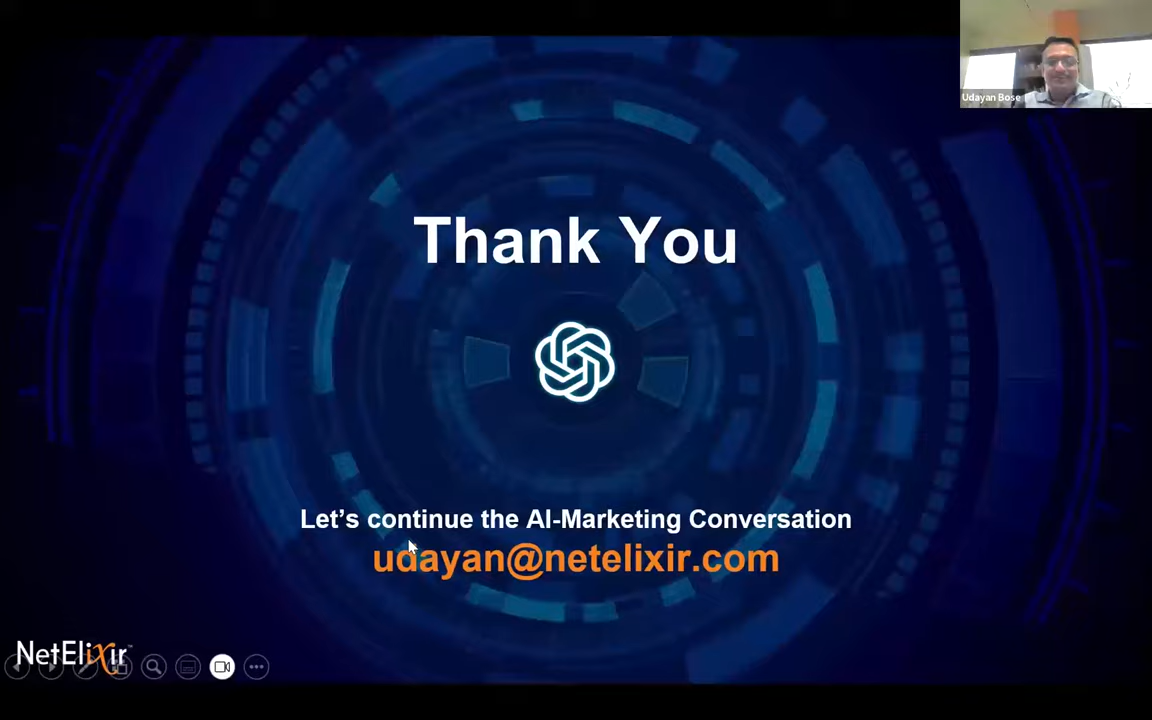 Udayan Bose
Thank You
Let's continue the AI-Marketing Conversation
udayan@netelixir.com
NetElixir